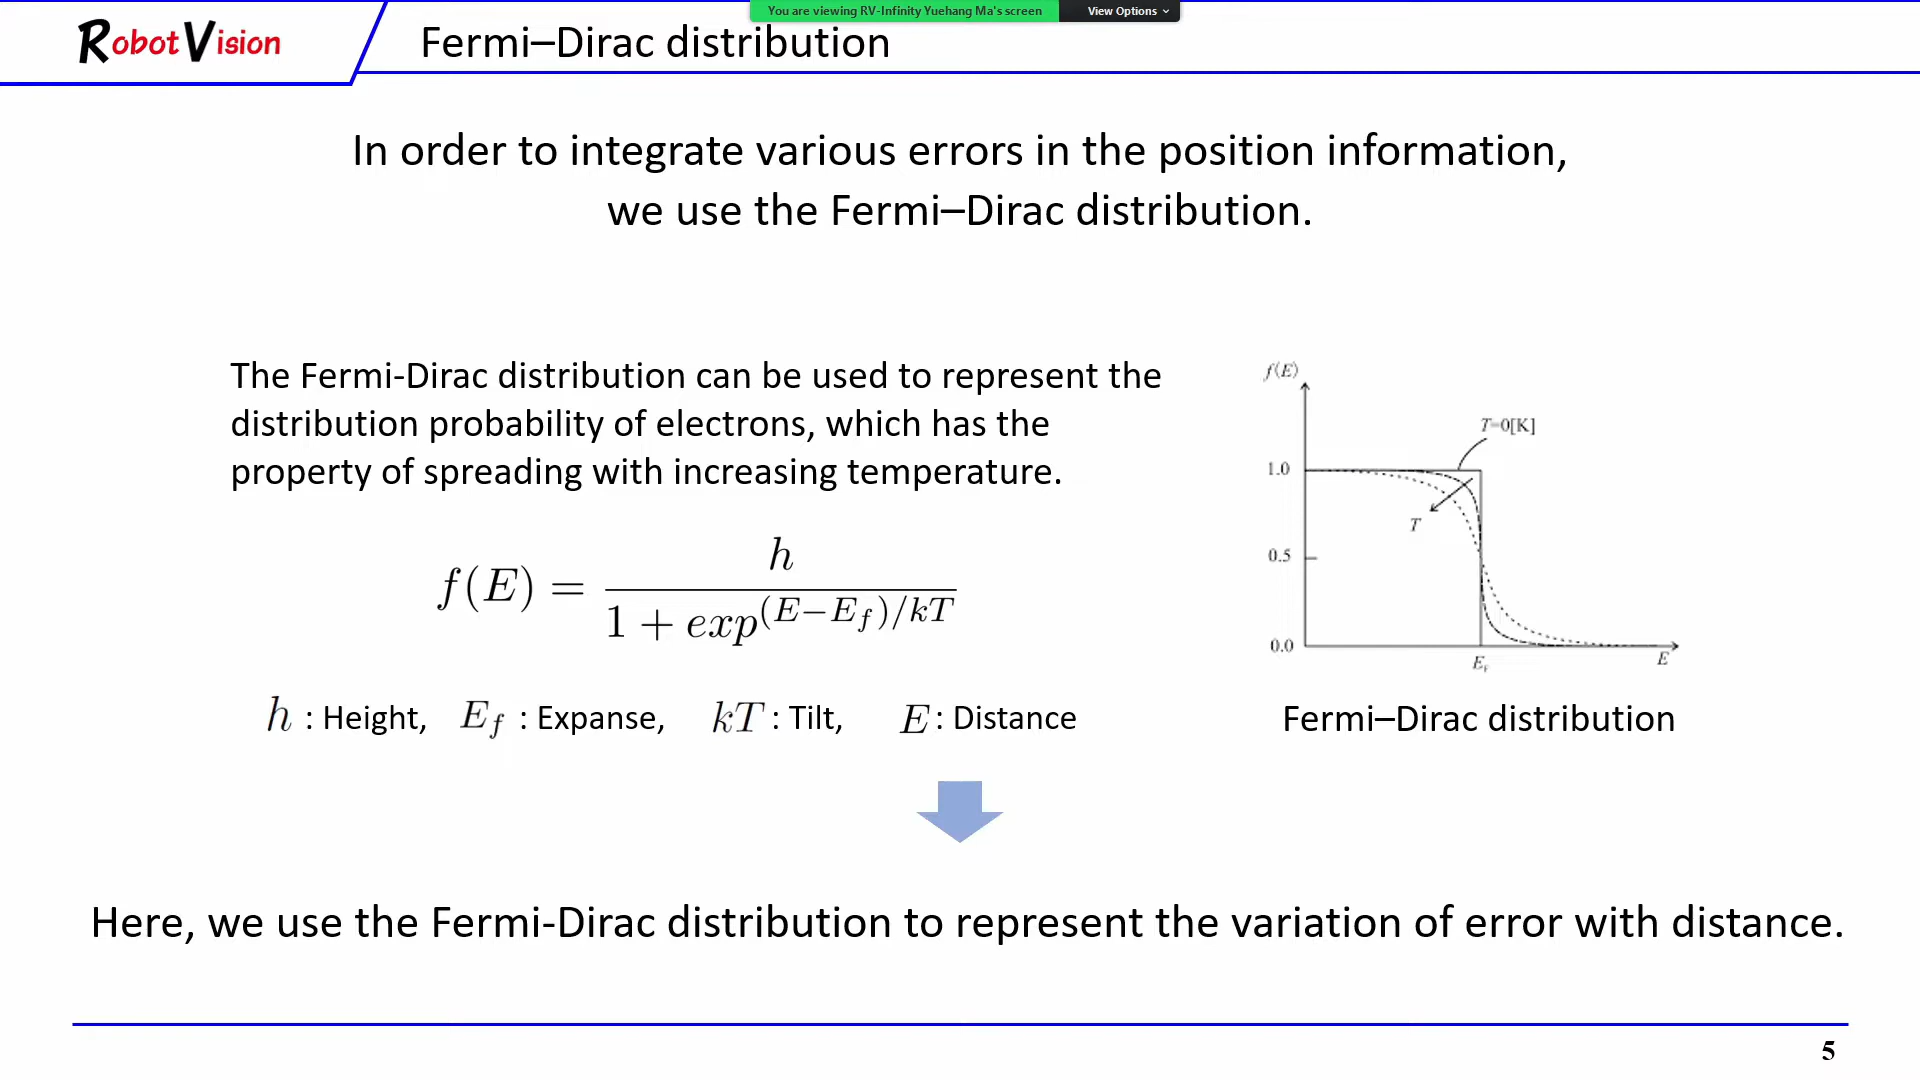 You are viewing RV-Infinity Yuehang Ma's screen View Options
RobotVision
Fermi–Dirac distribution
In order to integrate various errors in the position information,
we use the Fermi–Dirac distribution.
The Fermi-Dirac distribution can be used to represent the
distribution probability of electrons, which has the
property of spreading with increasing temperature.
f(E) = h / 1 + exp^(E−E_f)/kT
h : Height, E_f : Expanse, kT : Tilt, E : Distance
f(E)
T=0[K]
1.0
T
0.5
0.0
E_F
E
Fermi–Dirac distribution
Here, we use the Fermi-Dirac distribution to represent the variation of error with distance.
5